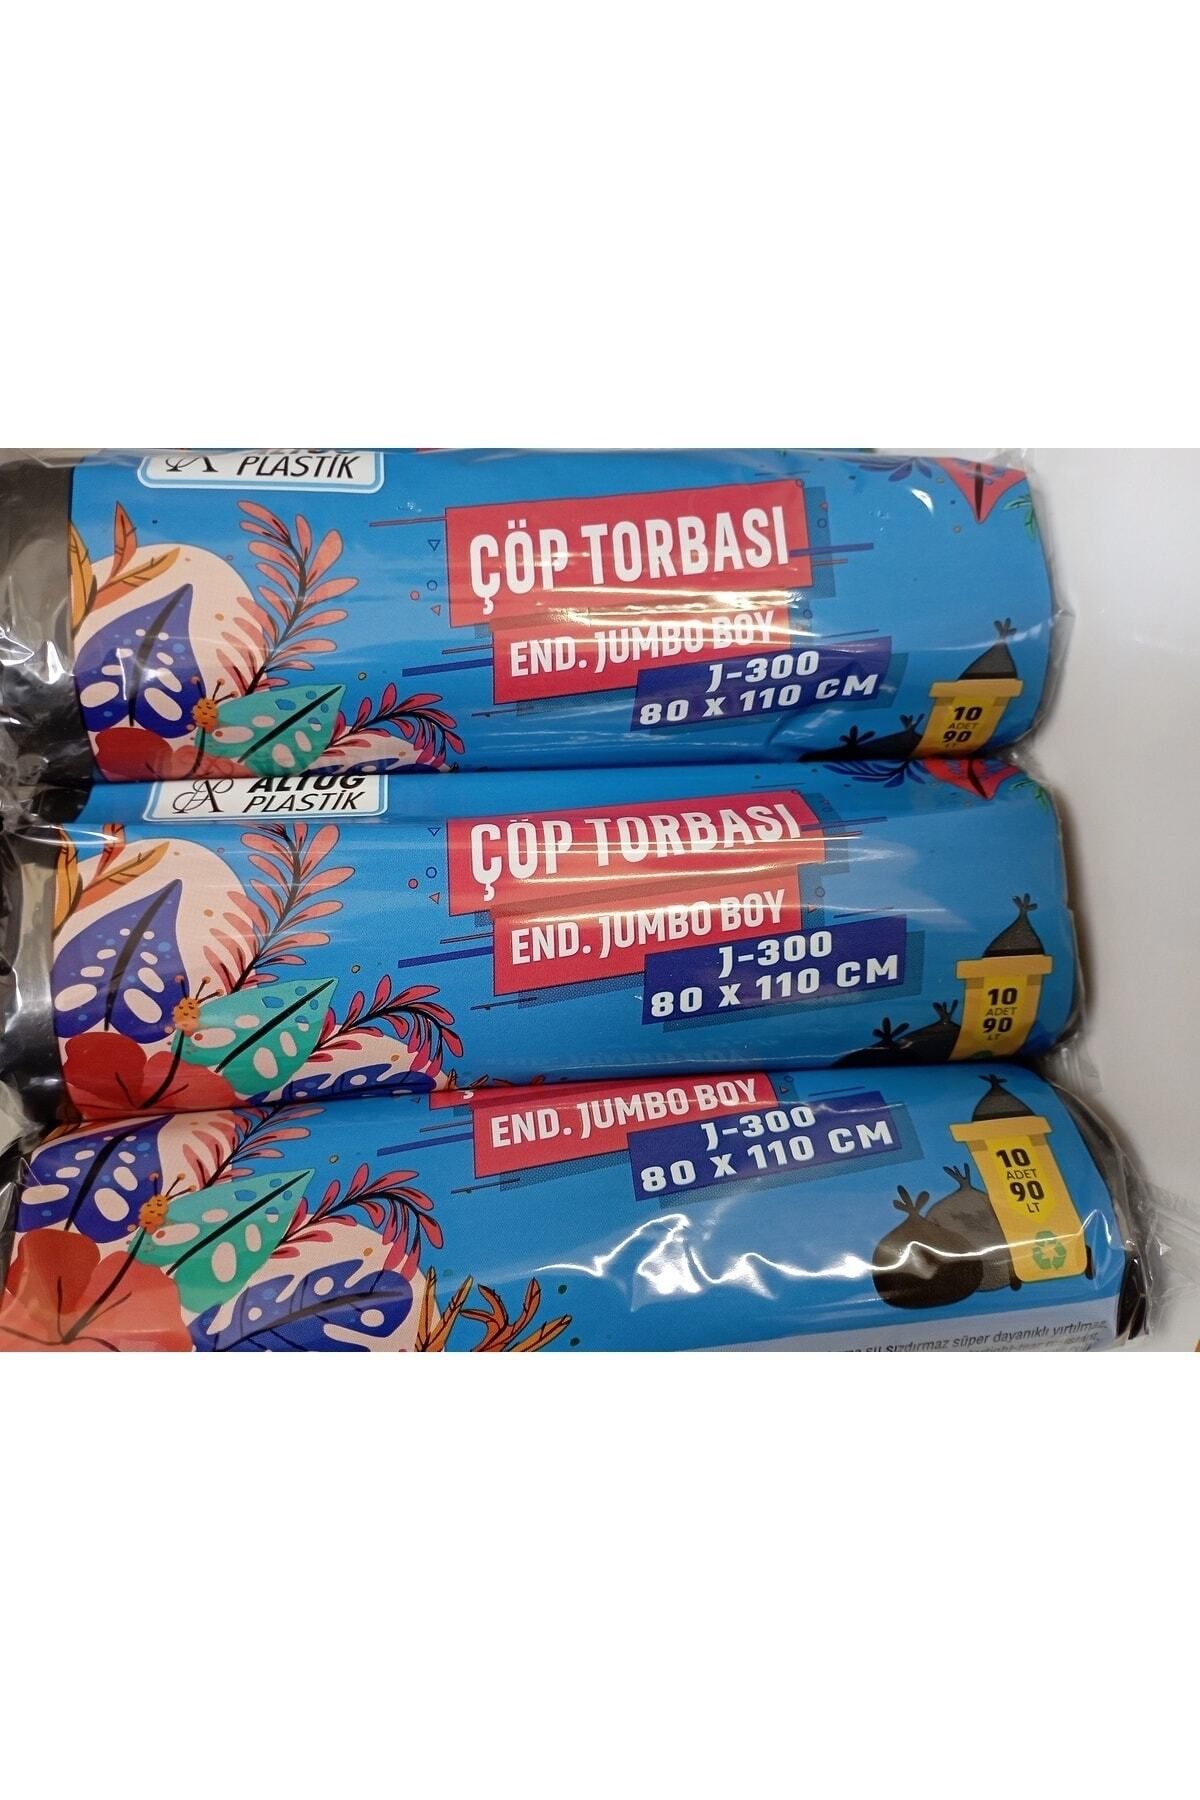 PLASTİK
ÇÖP TORBASI
END. JUMBO BOY
J-300
80 X 110 CM
10
ADET
90
LT
ALTUĞ
PLASTİK
ÇÖP TORBASI
END. JUMBO BOY
J-300
80 X 110 CM
10
ADET
90
LT
END. JUMBO BOY
J-300
80 X 110 CM
10
ADET
90
LT
su sızdırmaz süper dayanıklı yırtılmaz